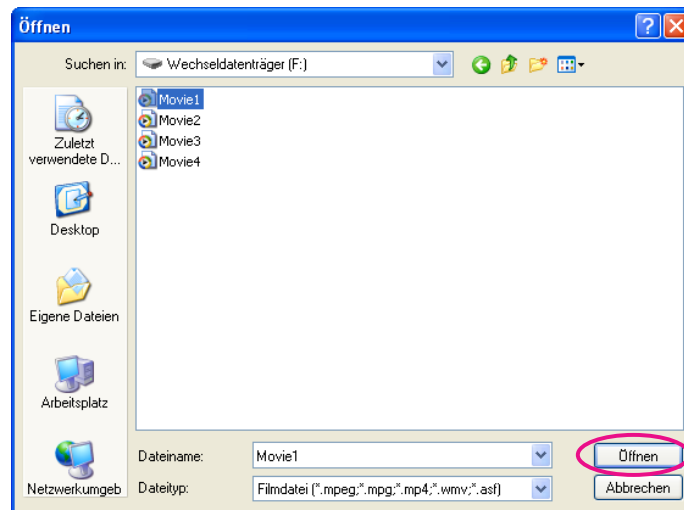 Öffnen
Suchen in: Wechseldatenträger (F:)
Zuletzt
verwendete D...
Desktop
Eigene Dateien
Arbeitsplatz
Netzwerkumgeb
Movie1
Movie2
Movie3
Movie4
Dateiname: Movie1 Öffnen
Dateityp: Filmdatei (*.mpeg;*.mpg;*.mp4;*.wmv;*.asf) Abbrechen